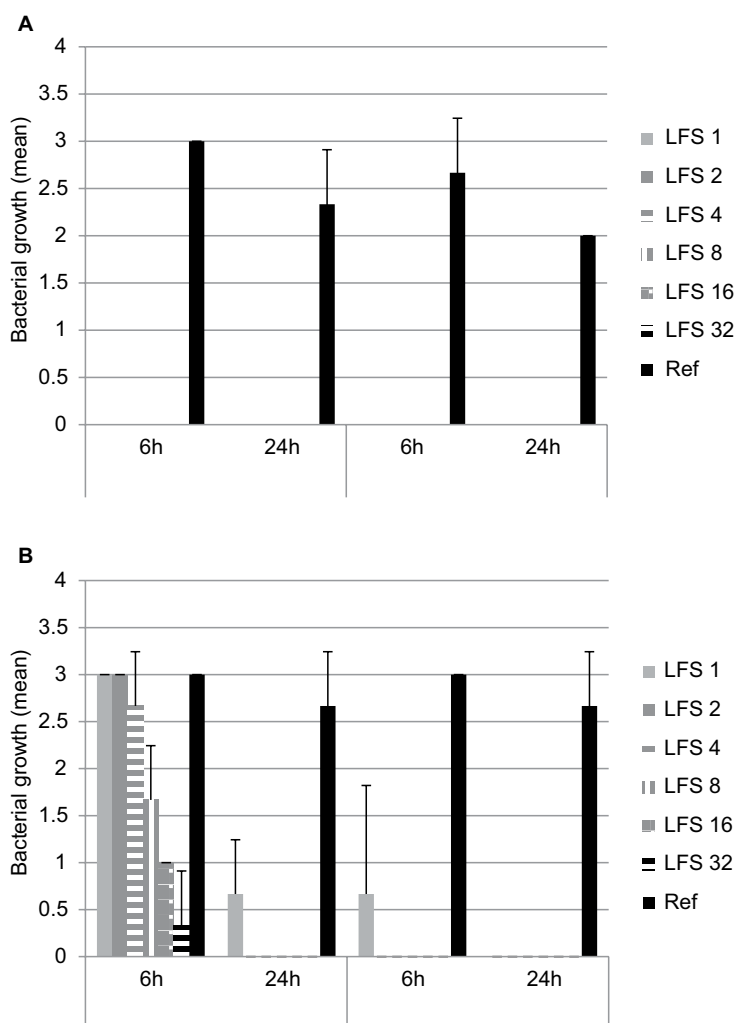 A
Bacterial growth (mean)
4
3.5
3
2.5
2
1.5
1
0.5
0
6h 24h 6h 24h
LFS 1
LFS 2
LFS 4
LFS 8
LFS 16
LFS 32
Ref
B
Bacterial growth (mean)
4
3.5
3
2.5
2
1.5
1
0.5
0
6h 24h 6h 24h
LFS 1
LFS 2
LFS 4
LFS 8
LFS 16
LFS 32
Ref